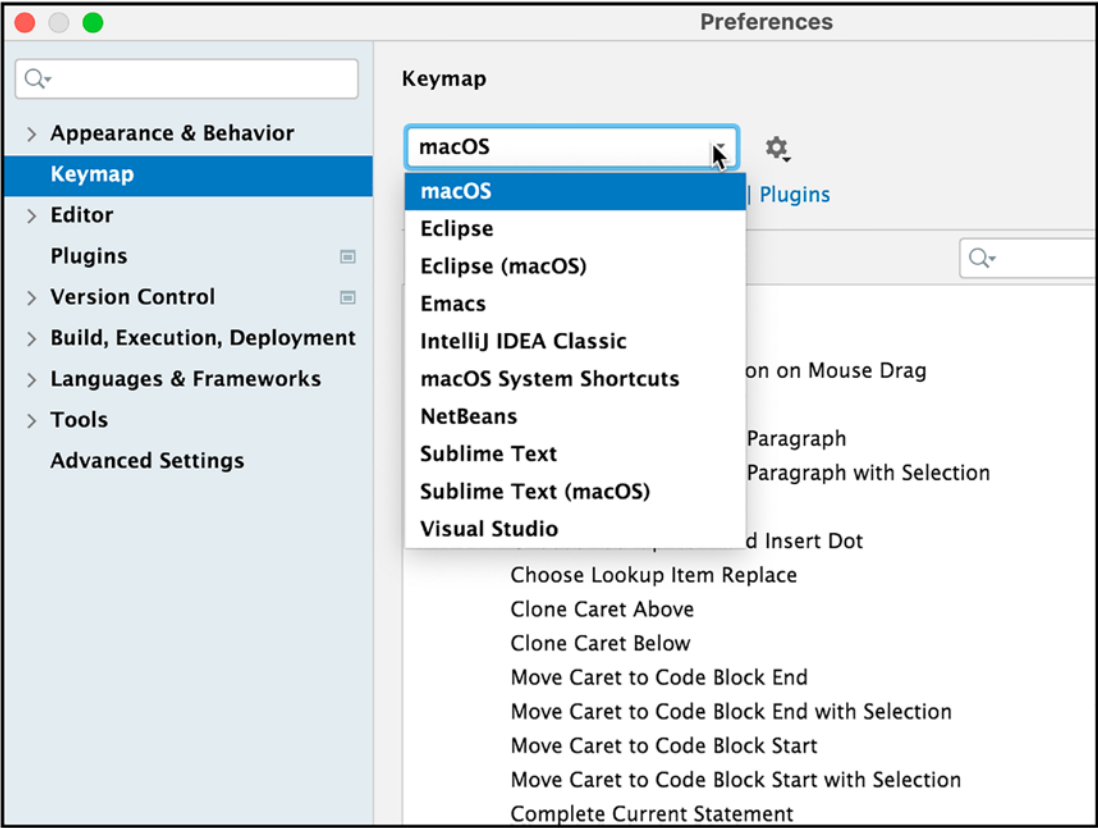 Preferences
Appearance & Behavior
Keymap
Editor
Plugins
Version Control
Build, Execution, Deployment
Languages & Frameworks
Tools
Advanced Settings
Keymap
macOS
| Plugins
macOS
Eclipse
Eclipse (macOS)
Emacs
IntelliJ IDEA Classic
macOS System Shortcuts
NetBeans
Sublime Text
Sublime Text (macOS)
Visual Studio
on on Mouse Drag
Paragraph
Paragraph with Selection
d Insert Dot
Choose Lookup Item Replace
Clone Caret Above
Clone Caret Below
Move Caret to Code Block End
Move Caret to Code Block End with Selection
Move Caret to Code Block Start
Move Caret to Code Block Start with Selection
Complete Current Statement